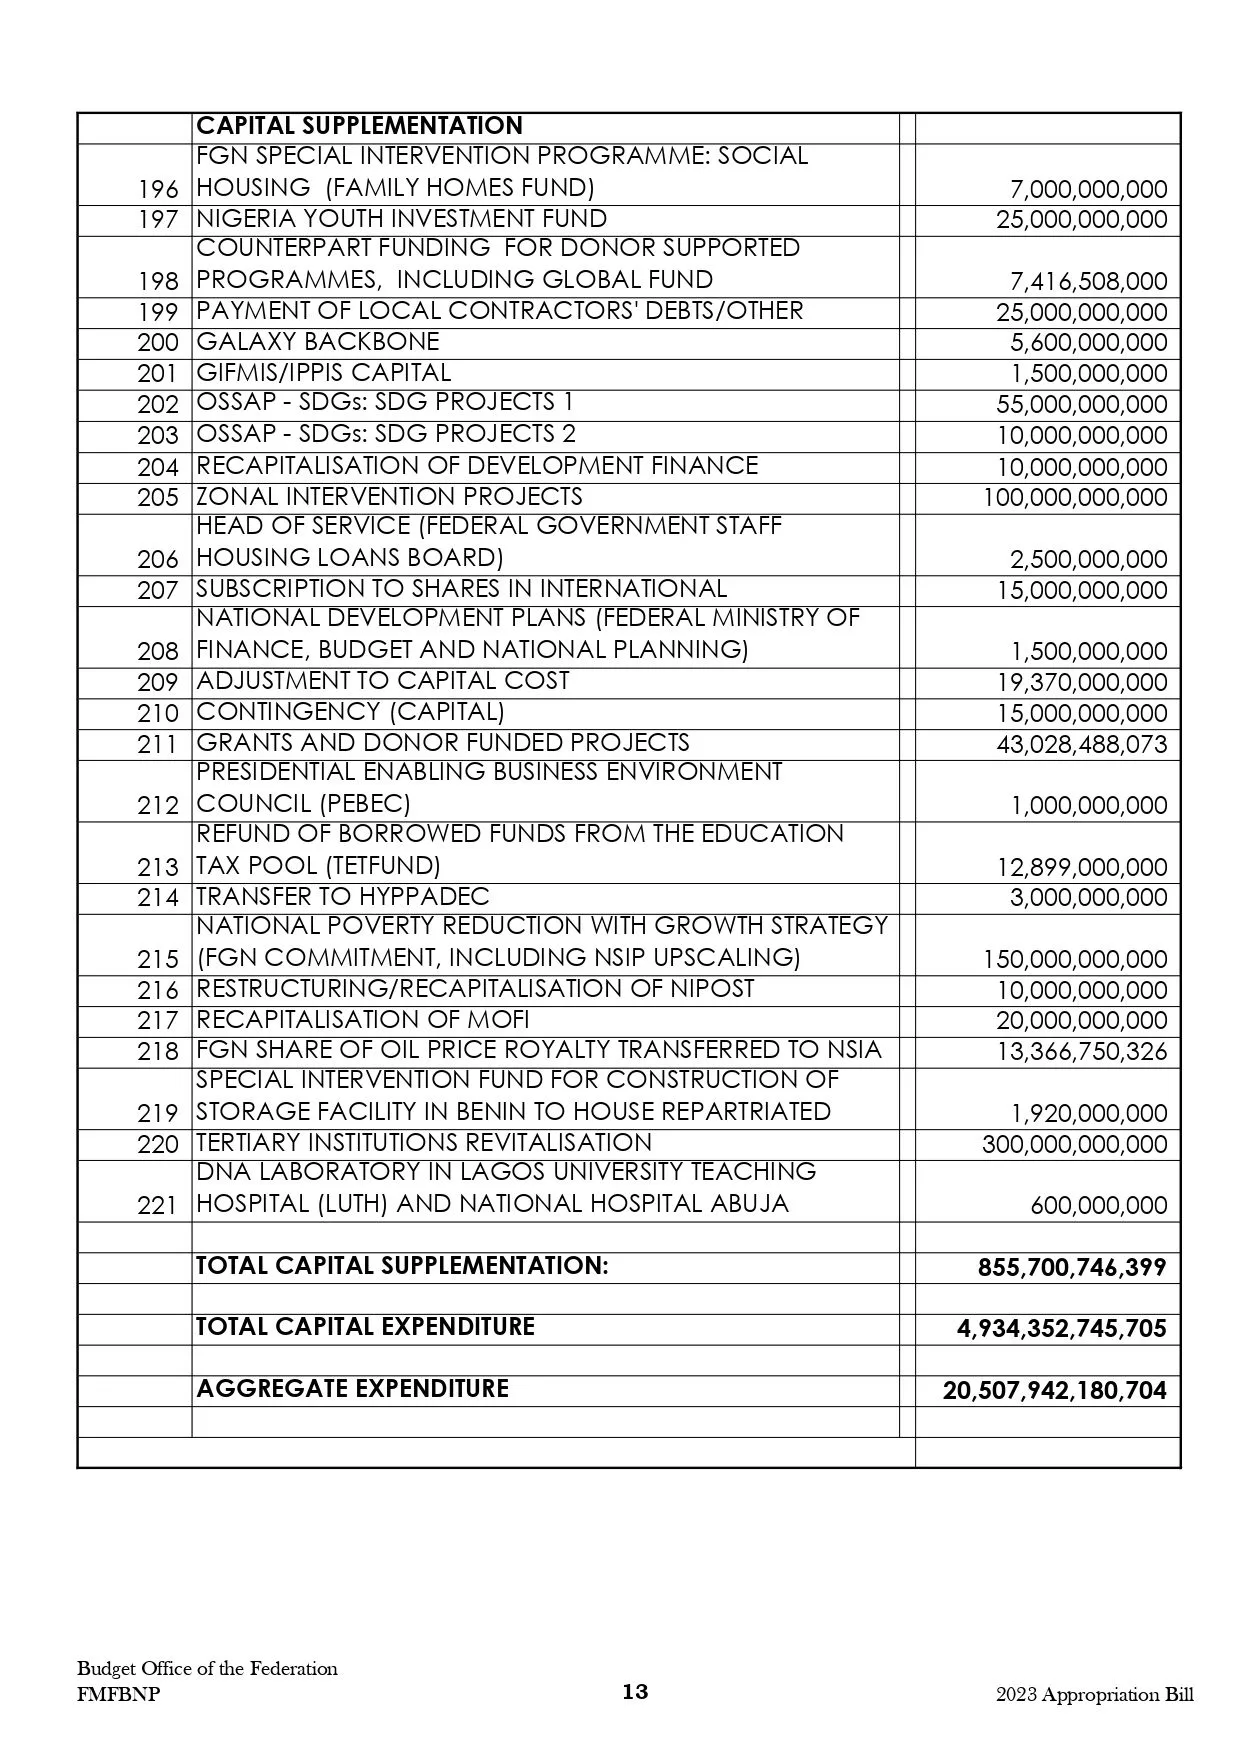 CAPITAL SUPPLEMENTATION
FGN SPECIAL INTERVENTION PROGRAMME: SOCIAL
196 HOUSING  (FAMILY HOMES FUND) 7,000,000,000
197 NIGERIA YOUTH INVESTMENT FUND 25,000,000,000
COUNTERPART FUNDING  FOR DONOR SUPPORTED
198 PROGRAMMES,  INCLUDING GLOBAL FUND 7,416,508,000
199 PAYMENT OF LOCAL CONTRACTORS' DEBTS/OTHER 25,000,000,000
200 GALAXY BACKBONE 5,600,000,000
201 GIFMIS/IPPIS CAPITAL 1,500,000,000
202 OSSAP - SDGs: SDG PROJECTS 1 55,000,000,000
203 OSSAP - SDGs: SDG PROJECTS 2 10,000,000,000
204 RECAPITALISATION OF DEVELOPMENT FINANCE 10,000,000,000
205 ZONAL INTERVENTION PROJECTS 100,000,000,000
HEAD OF SERVICE (FEDERAL GOVERNMENT STAFF
206 HOUSING LOANS BOARD) 2,500,000,000
207 SUBSCRIPTION TO SHARES IN INTERNATIONAL 15,000,000,000
NATIONAL DEVELOPMENT PLANS (FEDERAL MINISTRY OF
208 FINANCE, BUDGET AND NATIONAL PLANNING) 1,500,000,000
209 ADJUSTMENT TO CAPITAL COST 19,370,000,000
210 CONTINGENCY (CAPITAL) 15,000,000,000
211 GRANTS AND DONOR FUNDED PROJECTS 43,028,488,073
PRESIDENTIAL ENABLING BUSINESS ENVIRONMENT
212 COUNCIL (PEBEC) 1,000,000,000
REFUND OF BORROWED FUNDS FROM THE EDUCATION
213 TAX POOL (TETFUND) 12,899,000,000
214 TRANSFER TO HYPPADEC 3,000,000,000
NATIONAL POVERTY REDUCTION WITH GROWTH STRATEGY
215 (FGN COMMITMENT, INCLUDING NSIP UPSCALING) 150,000,000,000
216 RESTRUCTURING/RECAPITALISATION OF NIPOST 10,000,000,000
217 RECAPITALISATION OF MOFI 20,000,000,000
218 FGN SHARE OF OIL PRICE ROYALTY TRANSFERRED TO NSIA 13,366,750,326
SPECIAL INTERVENTION FUND FOR CONSTRUCTION OF
219 STORAGE FACILITY IN BENIN TO HOUSE REPARTRIATED 1,920,000,000
220 TERTIARY INSTITUTIONS REVITALISATION 300,000,000,000
DNA LABORATORY IN LAGOS UNIVERSITY TEACHING
221 HOSPITAL (LUTH) AND NATIONAL HOSPITAL ABUJA 600,000,000
TOTAL CAPITAL SUPPLEMENTATION: 855,700,746,399
TOTAL CAPITAL EXPENDITURE 4,934,352,745,705
AGGREGATE EXPENDITURE 20,507,942,180,704
Budget Office of the Federation
FMFBNP 13 2023 Appropriation Bill